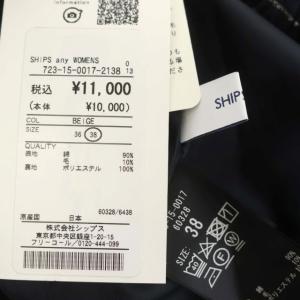 information
SHIPS any WOMENS
0
723-15-0017-2138 13
税込 ¥11,000
(本体 ¥10,000)
COL BEIGE
SIZE 36 38
QUALITY
表地 綿 90%
毛 10%
裏地 ポリエステル 100%
60328/6438
原産国 日本
株式会社シップス
東京都中央区銀座1-20-15
フリーコール/0120-444-099
SHIPS
15-0017
60328
38